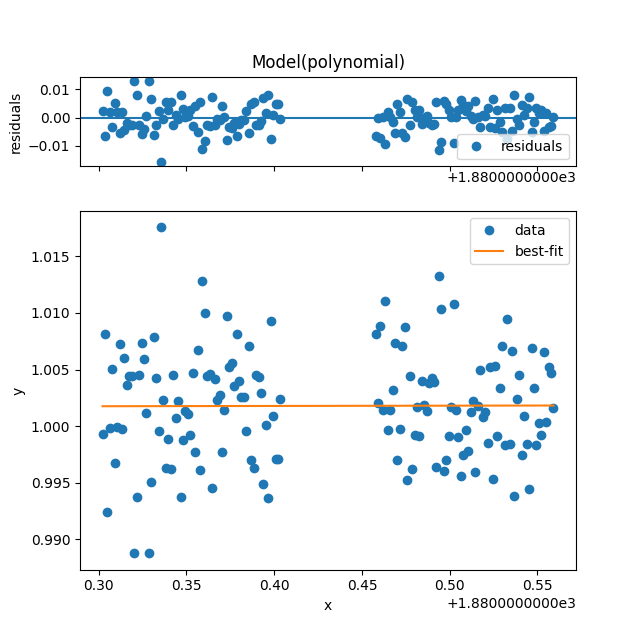 Model(polynomial)
0.01
0.00
−0.01
residuals
residuals
+1.8800000000e3
1.015
1.010
1.005
1.000
0.995
0.990
y
data
best-fit
0.30
0.35
0.40
0.45
0.50
0.55
x
+1.8800000000e3